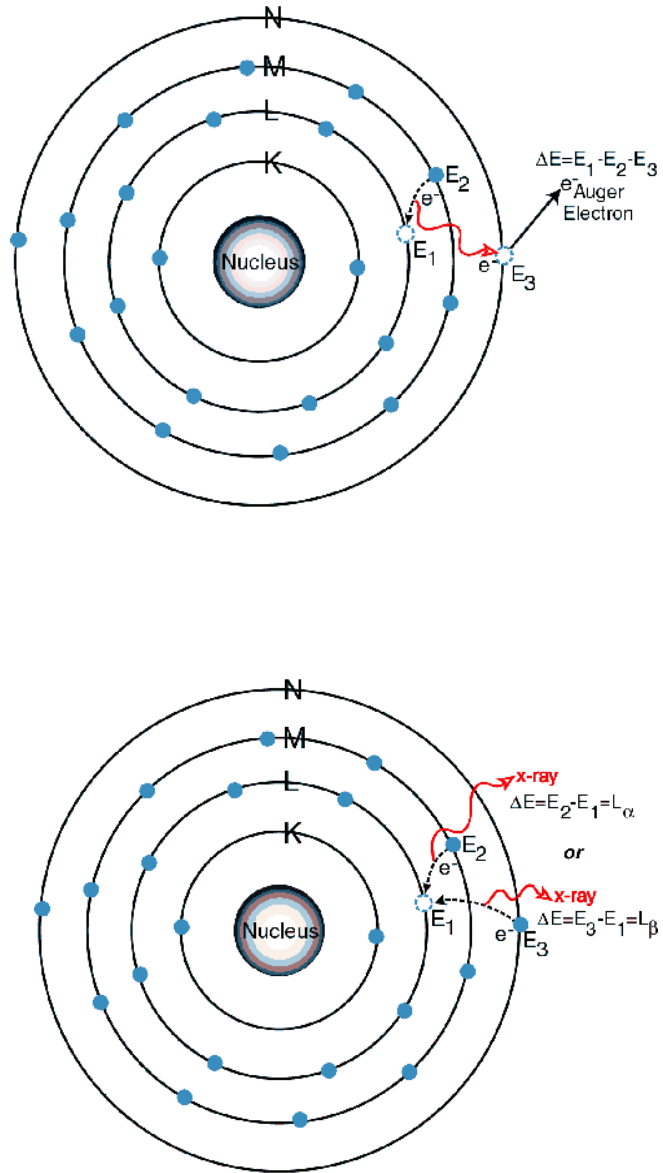 N
M
L
K
Nucleus
E₂
e-
E₁
e-
E₃
ΔE=E₁-E₂-E₃
e- Auger
Electron
N
M
L
K
Nucleus
x-ray
ΔE=E₂-E₁=Lα
or
E₂
e-
x-ray
E₁
ΔE=E₃-E₁=Lβ
e-
E₃